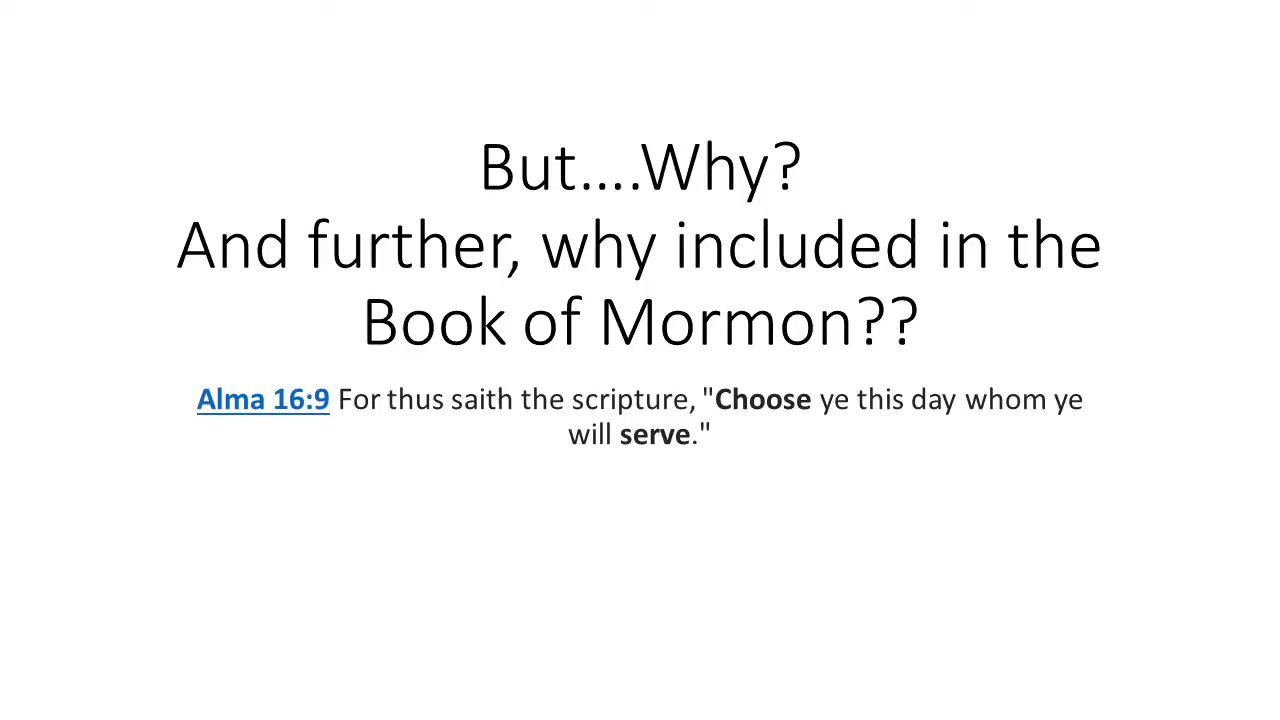 But....Why?
And further, why included in the
Book of Mormon??
Alma 16:9 For thus saith the scripture, "Choose ye this day whom ye
will serve."